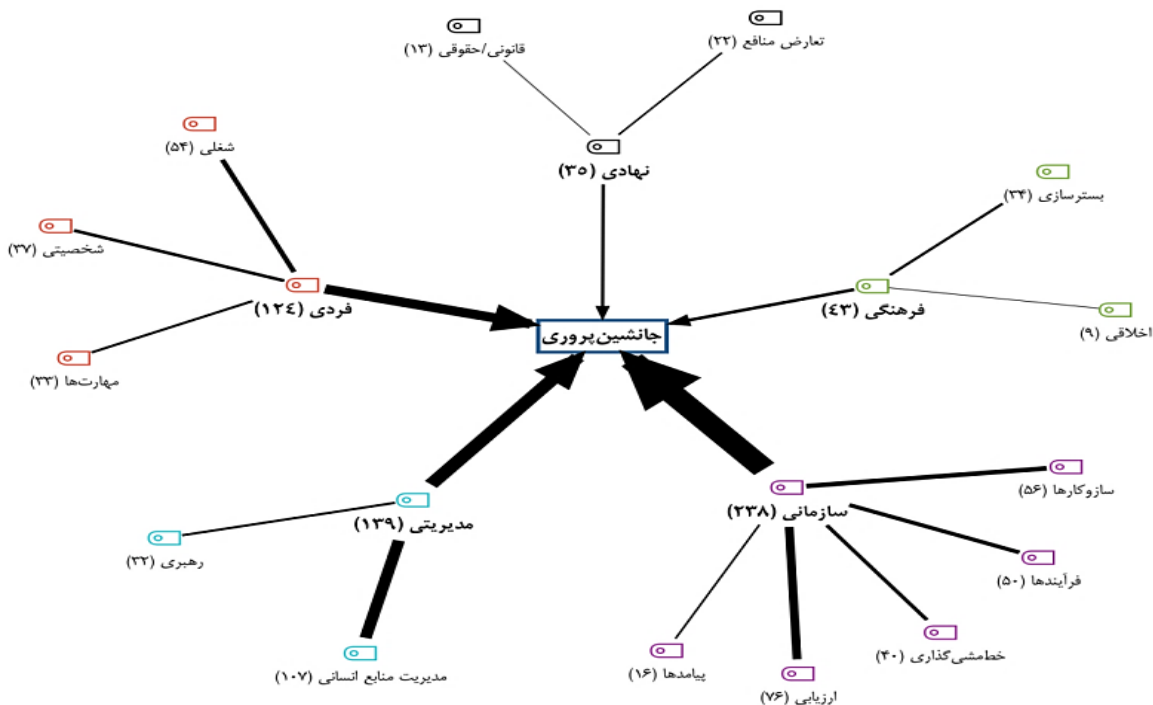 تعارض منافع (۲۲)
قانونی/حقوقی (۱۳)
نهادی (۳۵)
شغلی (۵۴)
شخصیتی (۳۷)
فردی (۱۲٤)
مهارت‌ها (۳۳)
بسترسازی (۳۴)
فرهنگی (٤۳)
اخلاقی (۹)
جانشین‌پروری
سازمانی (۲۳۸)
سازوکارها (۵۶)
فرآیندها (۵۰)
خط‌مشی‌گذاری (۴۰)
ارزیابی (۷۶)
پیامدها (۱۶)
مدیریتی (۱۳۹)
رهبری (۳۲)
مدیریت منابع انسانی (۱۰۷)